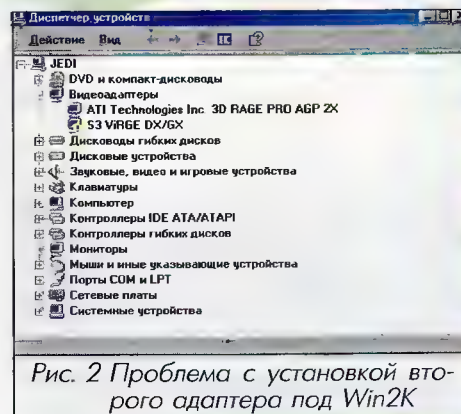 Диспетчер устройств
Действие Вид
JEDI
DVD и компакт-дисководы
Видеоадаптеры
ATI Technologies Inc. 3D RAGE PRO AGP 2X
S3 ViRGE DX/GX
Дисководы гибких дисков
Дисковые устройства
Звуковые, видео и игровые устройства
Клавиатуры
Компьютер
Контроллеры IDE ATA/ATAPI
Контроллеры гибких дисков
Мониторы
Мыши и иные указывающие устройства
Порты COM и LPT
Сетевые платы
Системные устройства
Рис. 2 Проблема с установкой вто-
рого адаптера под Win2K